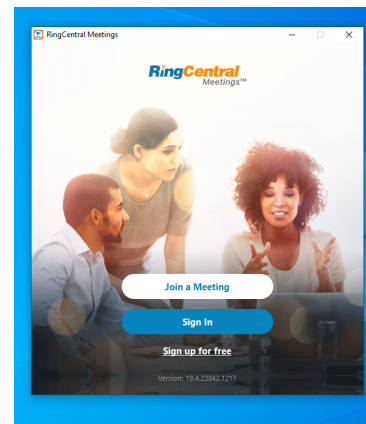 RingCentral Meetings
RingCentral
Meetings™
Join a Meeting
Sign In
Sign up for free
Version: 19.4.23042.1217